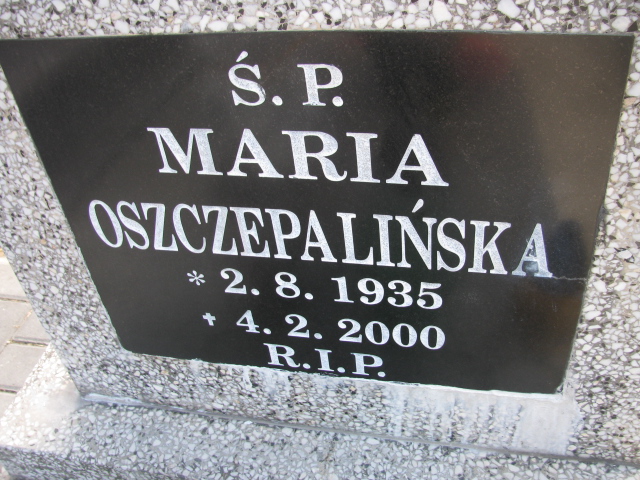 Ś. P.
MARIA
OSZCZEPALIŃSKA
* 2. 8. 1935
✝ 4. 2. 2000
R.I.P.